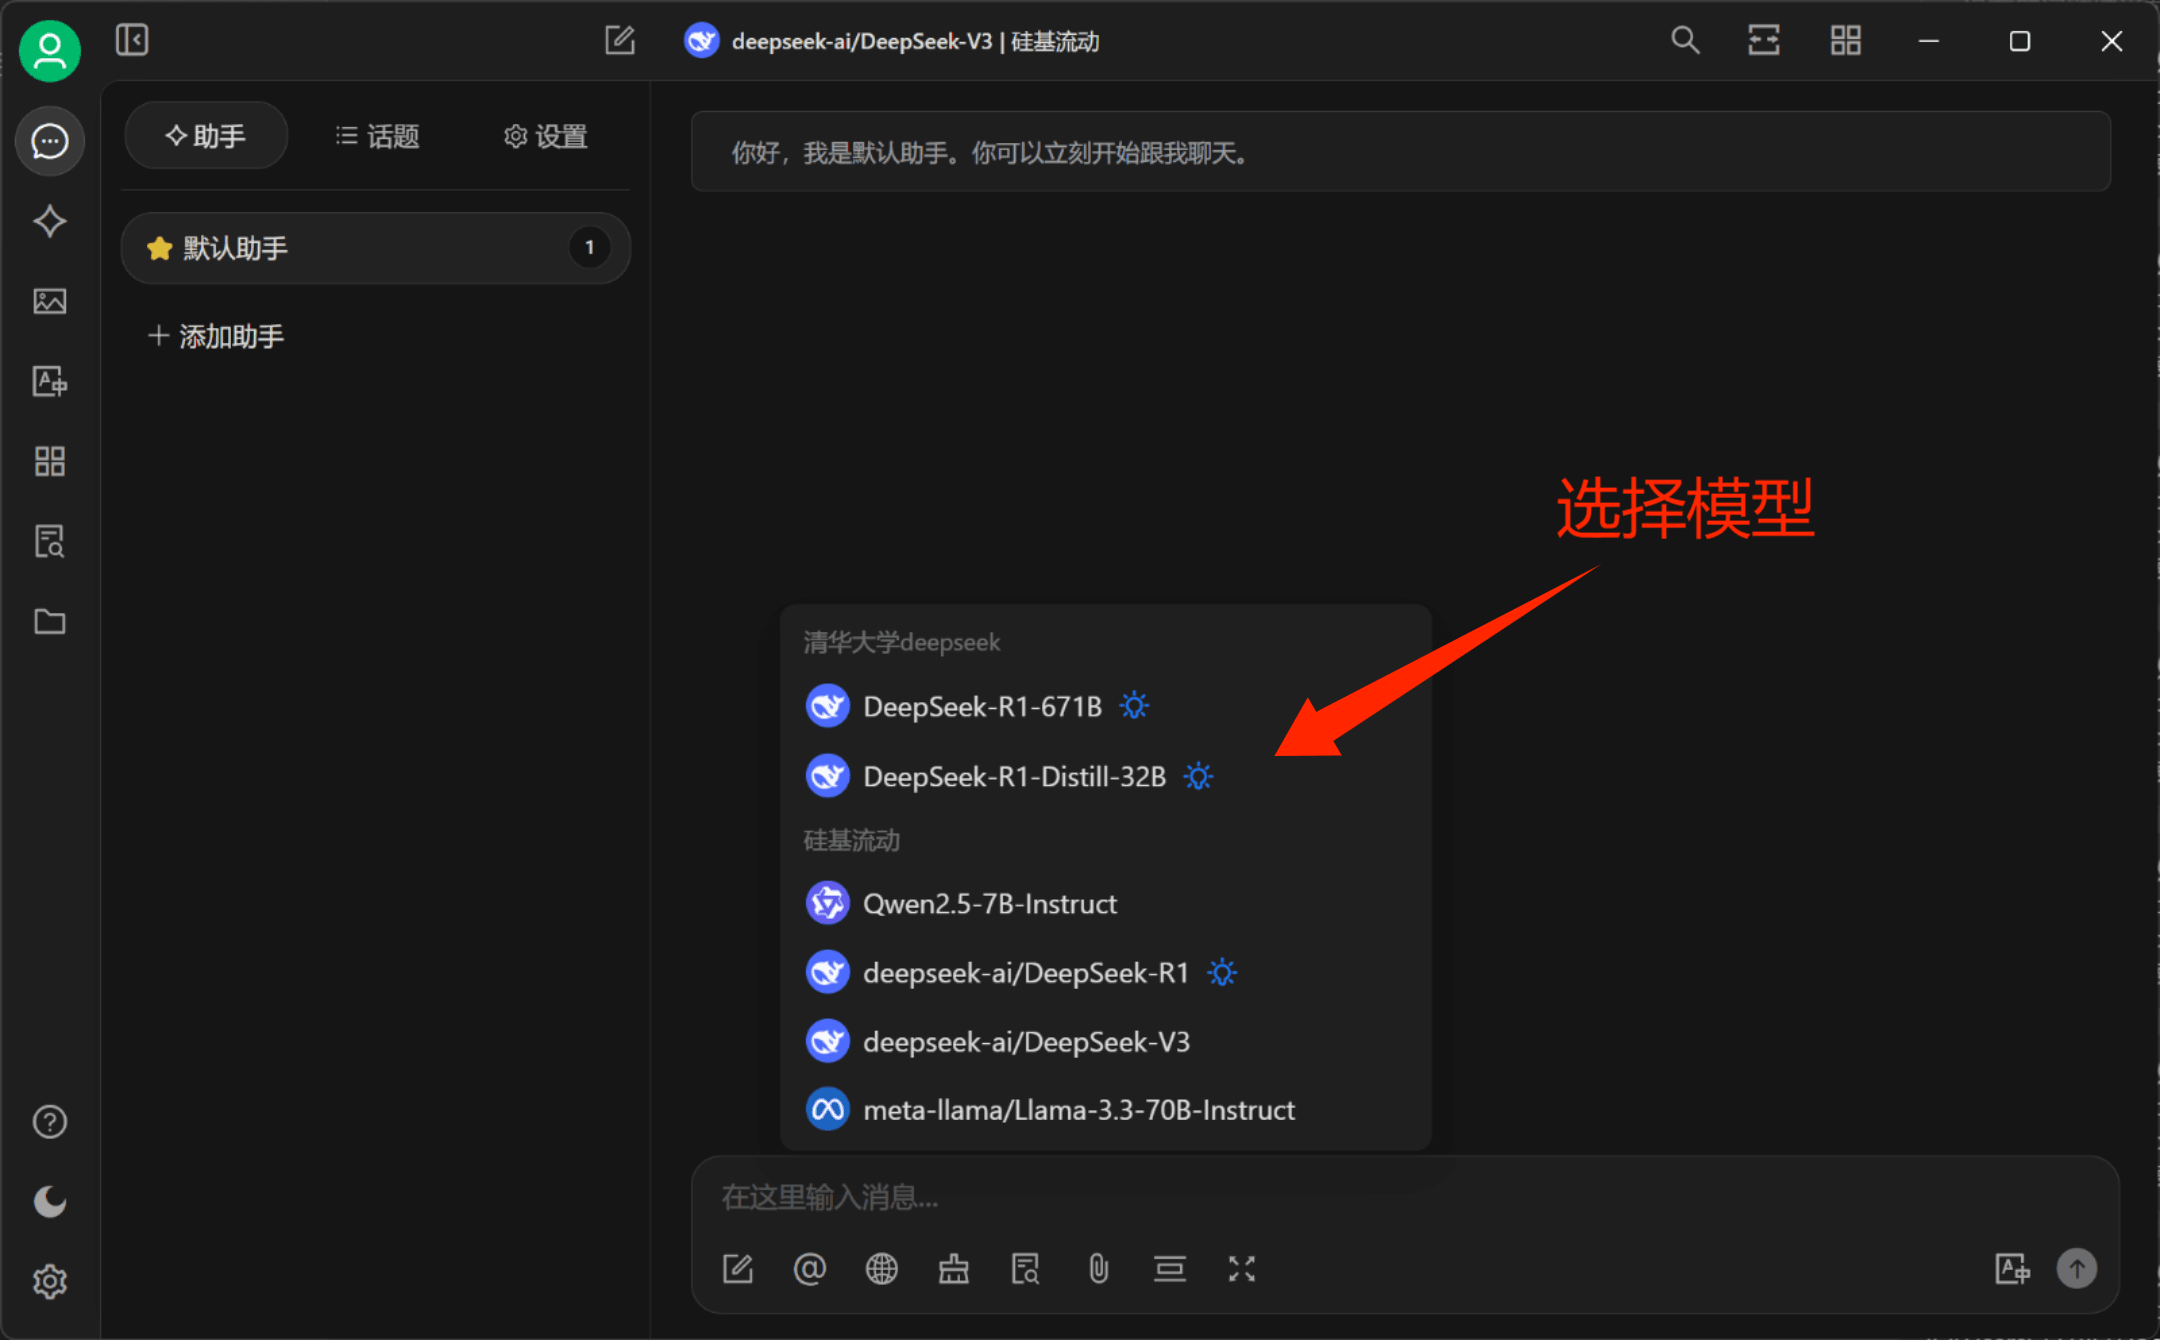 deepseek-ai/DeepSeek-V3 | 硅基流动
助手
话题
设置
默认助手
1
添加助手
你好，我是默认助手。你可以立刻开始跟我聊天。
选择模型
清华大学deepseek
DeepSeek-R1-671B
DeepSeek-R1-Distill-32B
硅基流动
Qwen2.5-7B-Instruct
deepseek-ai/DeepSeek-R1
deepseek-ai/DeepSeek-V3
meta-llama/Llama-3.3-70B-Instruct
在这里输入消息...